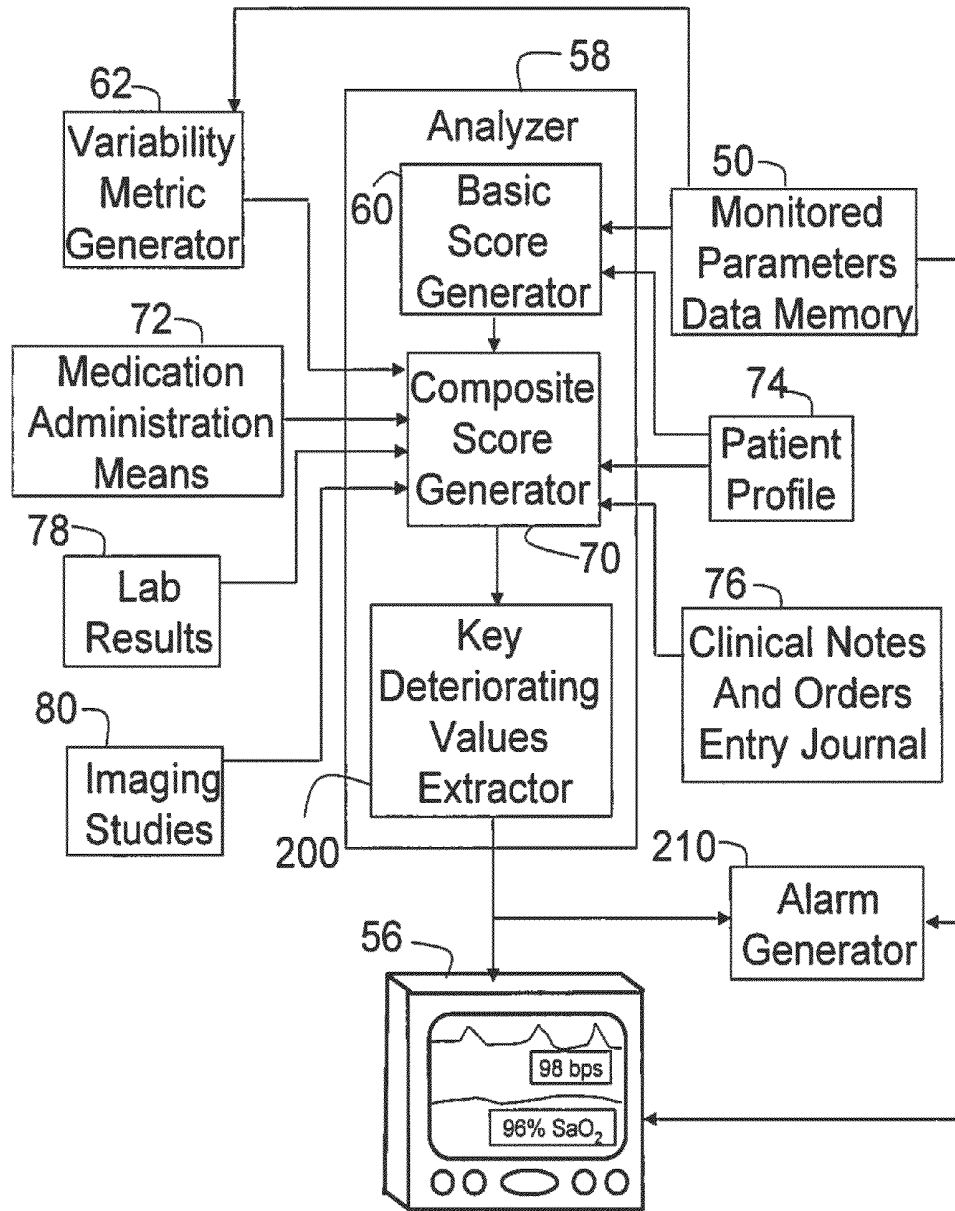 58
62
Variability
Metric
Generator
Analyzer
60
Basic
Score
Generator
50
Monitored
Parameters
Data Memory
72
Medication
Administration
Means
Composite
Score
Generator
70
74
Patient
Profile
78
Lab
Results
76
Clinical Notes
And Orders
Entry Journal
80
Imaging
Studies
Key
Deteriorating
Values
Extractor
200
210
Alarm
Generator
56
98 bps
96% SaO₂